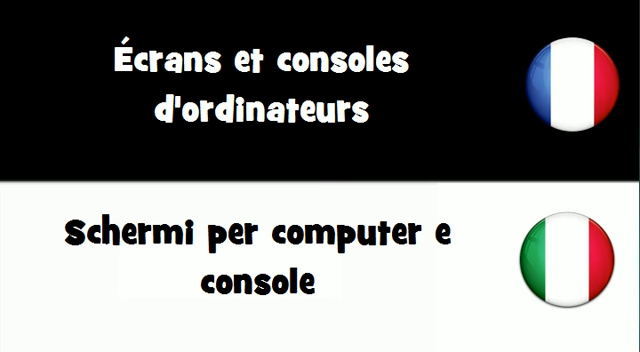 Écrans et consoles
d'ordinateurs
Schermi per computer e
console